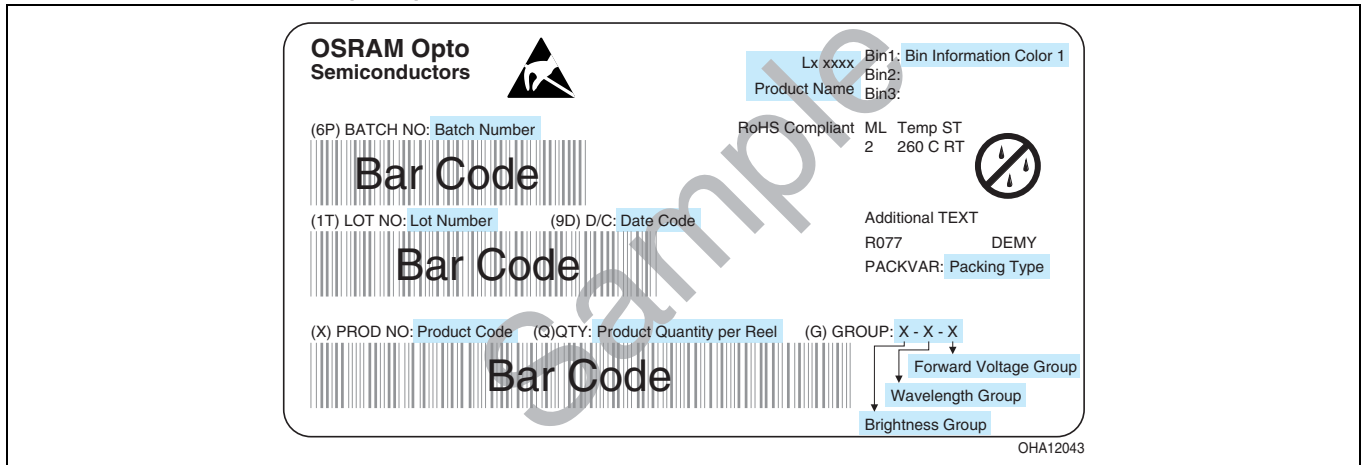 OSRAM Opto
Semiconductors
Lx xxxx
Product Name
Bin1: Bin Information Color 1
Bin2:
Bin3:
(6P) BATCH NO: Batch Number
Bar Code
RoHS Compliant
ML Temp ST
2 260 C RT
(1T) LOT NO: Lot Number (9D) D/C: Date Code
Bar Code
Additional TEXT
R077 DEMY
PACKVAR: Packing Type
(X) PROD NO: Product Code (Q)QTY: Product Quantity per Reel (G) GROUP: X - X - X
Bar Code
Forward Voltage Group
Wavelength Group
Brightness Group
Sample
OHA12043